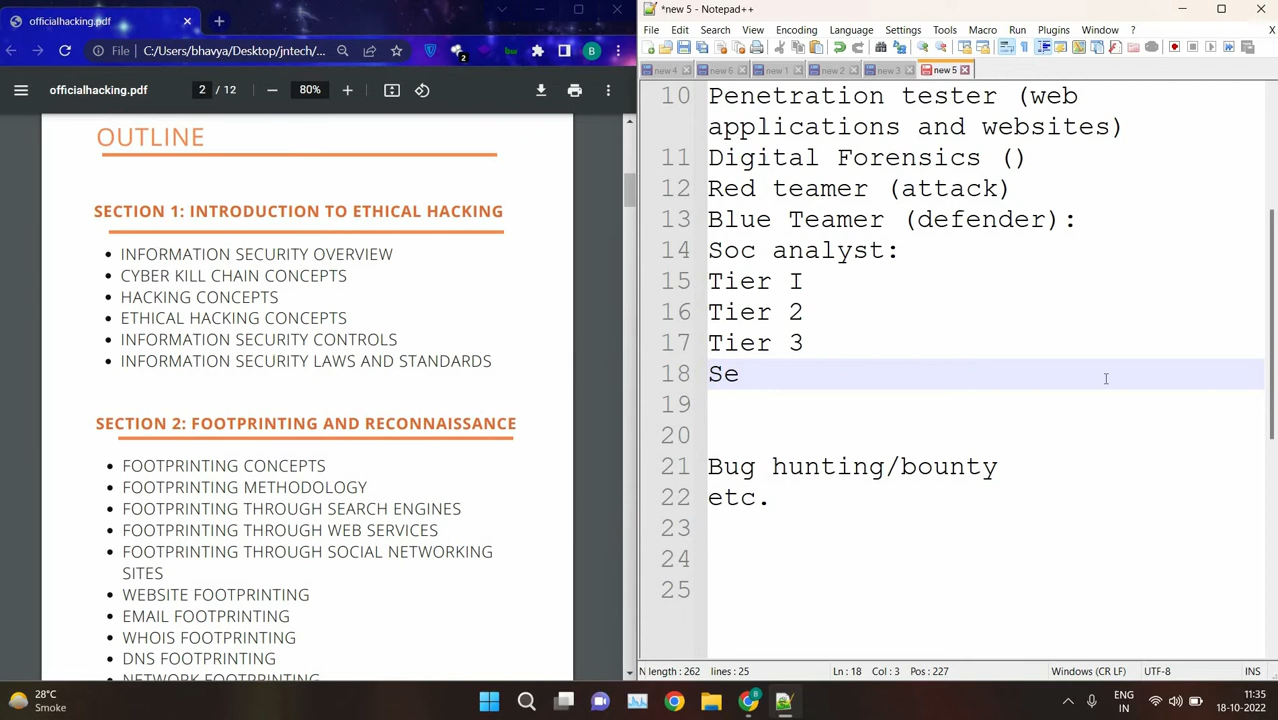 officialhacking.pdf
File
C:/Users/bhavya/Desktop/jntech/...
2
B
officialhacking.pdf
2 / 12
80%
OUTLINE
SECTION 1: INTRODUCTION TO ETHICAL HACKING
INFORMATION SECURITY OVERVIEW
CYBER KILL CHAIN CONCEPTS
HACKING CONCEPTS
ETHICAL HACKING CONCEPTS
INFORMATION SECURITY CONTROLS
INFORMATION SECURITY LAWS AND STANDARDS
SECTION 2: FOOTPRINTING AND RECONNAISSANCE
FOOTPRINTING CONCEPTS
FOOTPRINTING METHODOLOGY
FOOTPRINTING THROUGH SEARCH ENGINES
FOOTPRINTING THROUGH WEB SERVICES
FOOTPRINTING THROUGH SOCIAL NETWORKING
SITES
WEBSITE FOOTPRINTING
EMAIL FOOTPRINTING
WHOIS FOOTPRINTING
DNS FOOTPRINTING
NETWORK FOOTPRINTING
*new 5 - Notepad++
File Edit Search View Encoding Language Settings Tools Macro Run Plugins Window ?
new 4 new 6 new 1 new 2 new 3 new 5
10 Penetration tester (web
applications and websites)
11 Digital Forensics ()
12 Red teamer (attack)
13 Blue Teamer (defender):
14 Soc analyst:
15 Tier I
16 Tier 2
17 Tier 3
18 Se
19
20
21 Bug hunting/bounty
22 etc.
23
24
25
N length : 262 lines : 25 Ln : 18 Col : 3 Pos : 227 Windows (CR LF) UTF-8 INS
28°C
Smoke
ENG
IN
11:35
18-10-2022